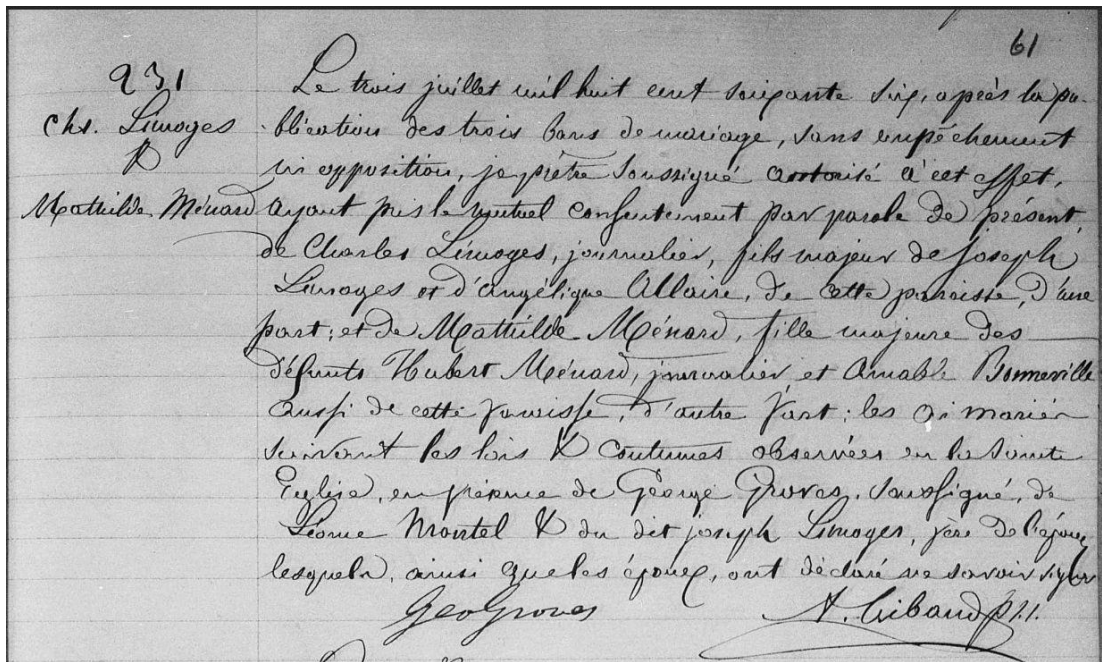 61
231
Chs. Limoges
&
Mathilde Ménard
Le trois juillet mil huit cent soixante six, après la pu-
blication des trois bans de mariage, sans empêchement
ni opposition, je prêtre soussigné autorisé à cet effet,
ayant pris le mutuel consentement par parole de présent
de Charles Limoges, journalier, fils majeur de joseph
Limoges et d'angélique Allaire, de cette paroisse, d'une
part; et de Mathilde Ménard, fille majeure des
défunts Hubert Ménard, journalier, et Amable Bonneville
aussi de cette paroisse, d'autre part; les ai mariés
suivant les lois & coutumes observées en la Sainte
Eglise, en présence de George Groves, soussigné, de
Martel & du dit joseph Limoges, père de l'époux
lesquels, ainsi que les époux, ont déclaré ne savoir signer
Geo Groves